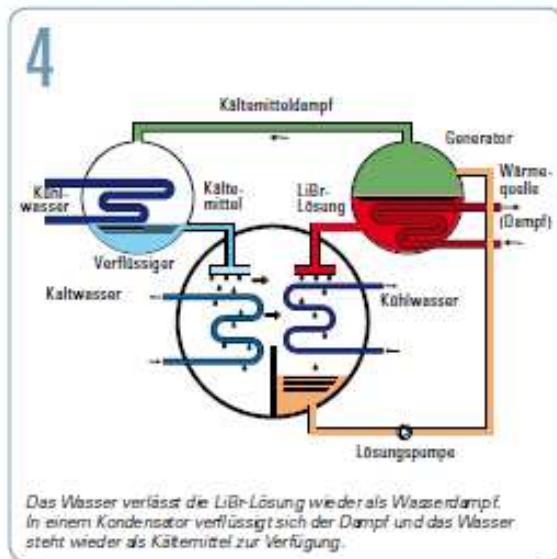 4
Kältemitteldampf
Generator
Kühl-
wasser
Kälte-
mittel
LiBr-
Lösung
Wärme-
quelle
(Dampf)
Verflüssiger
Kaltwasser
Kühlwasser
Lösungspumpe
Das Wasser verlässt die LiBr-Lösung wieder als Wasserdampf.
In einem Kondensator verflüssigt sich der Dampf und das Wasser
steht wieder als Kältemittel zur Verfügung.